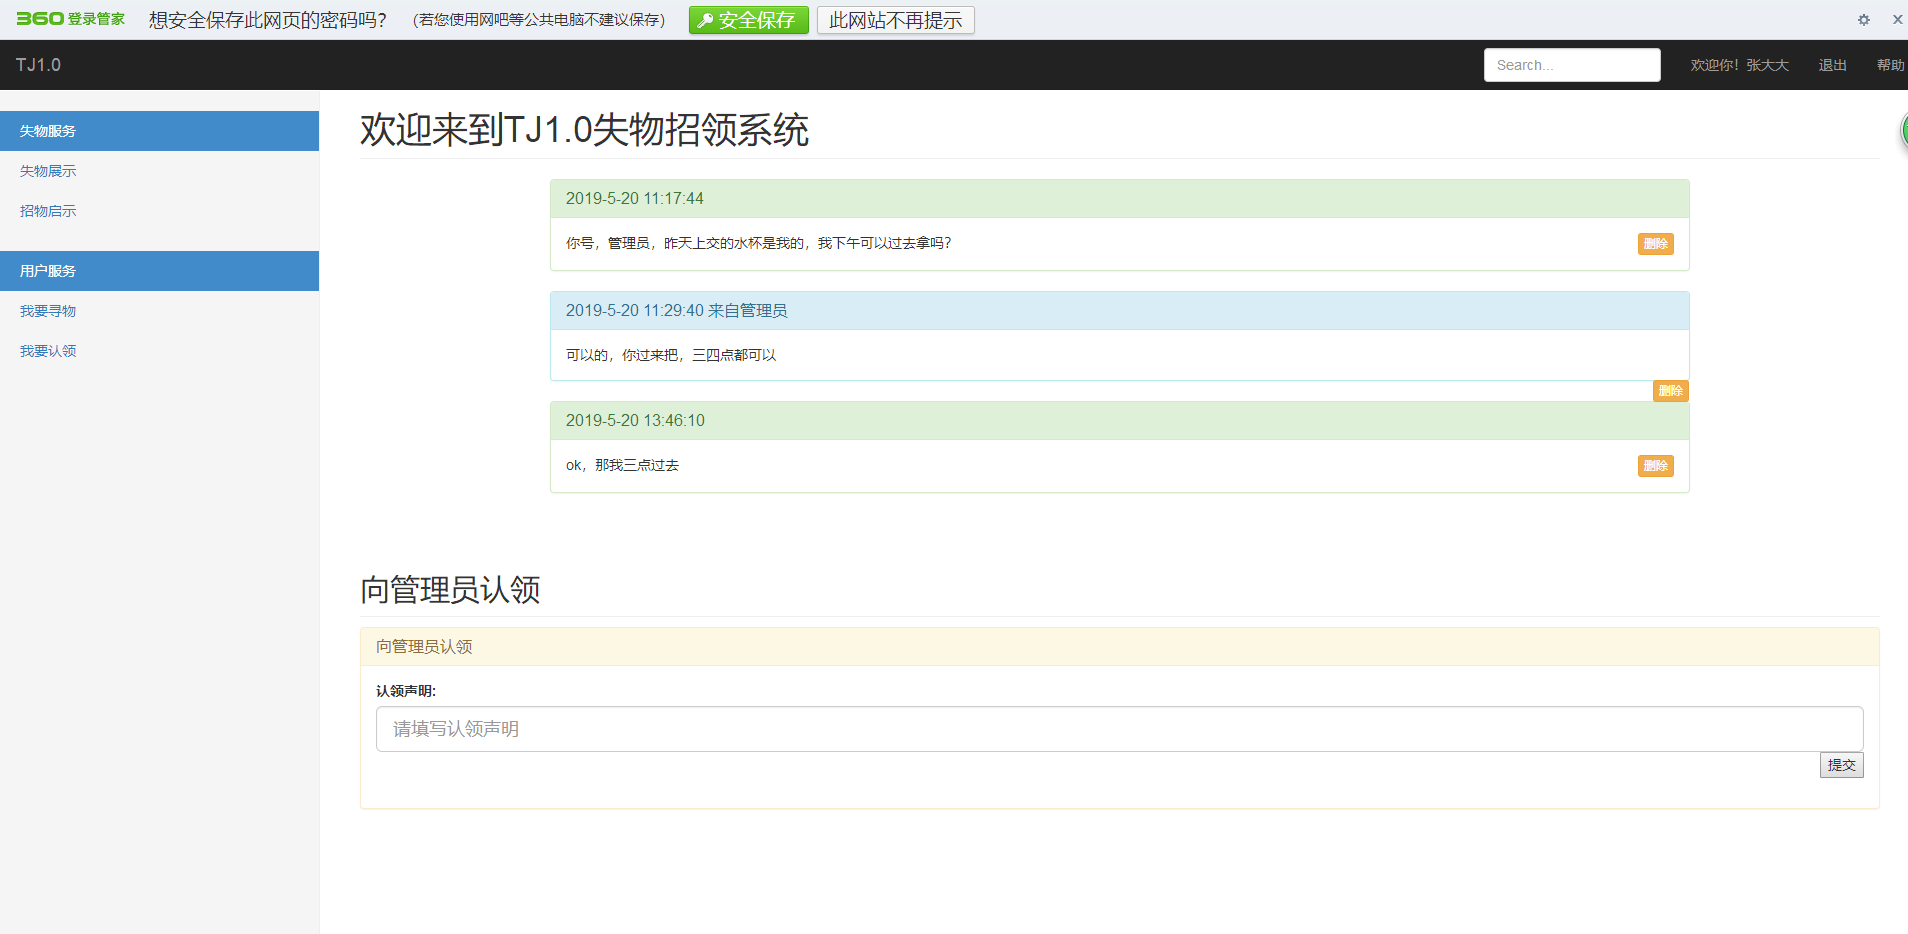 360登录管家 想安全保存此网页的密码吗? (若您使用网吧等公共电脑不建议保存) 安全保存 此网站不再提示
TJ1.0 Search... 欢迎你! 张大大 退出 帮助
失物服务
失物展示
招物启示
用户服务
我要寻物
我要认领
欢迎来到TJ1.0失物招领系统
2019-5-20 11:17:44
你号，管理员，昨天上交的水杯是我的，我下午可以过去拿吗? 删除
2019-5-20 11:29:40 来自管理员
可以的，你过来把，三四点都可以
删除
2019-5-20 13:46:10
ok，那我三点过去 删除
向管理员认领
向管理员认领
认领声明:
请填写认领声明
提交